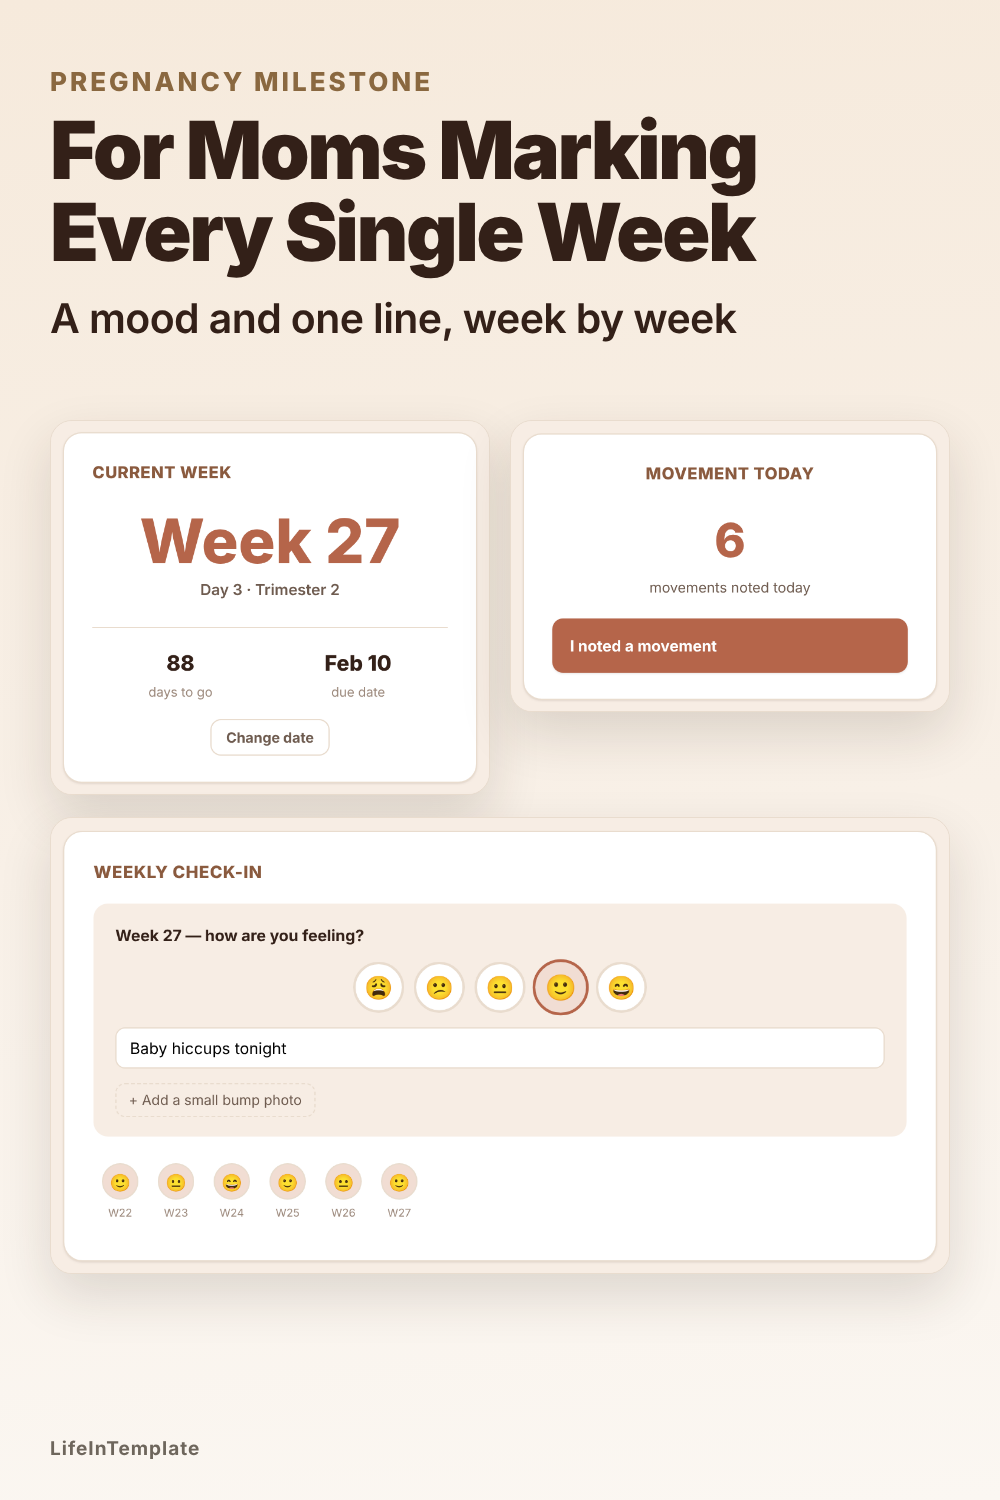 PREGNANCY MILESTONE
For Moms Marking
Every Single Week
A mood and one line, week by week
CURRENT WEEK
Week 27
Day 3 · Trimester 2
88
days to go
Feb 10
due date
Change date
MOVEMENT TODAY
6
movements noted today
I noted a movement
WEEKLY CHECK-IN
Week 27 — how are you feeling?
Baby hiccups tonight
+ Add a small bump photo
W22 W23 W24 W25 W26 W27
LifeInTemplate